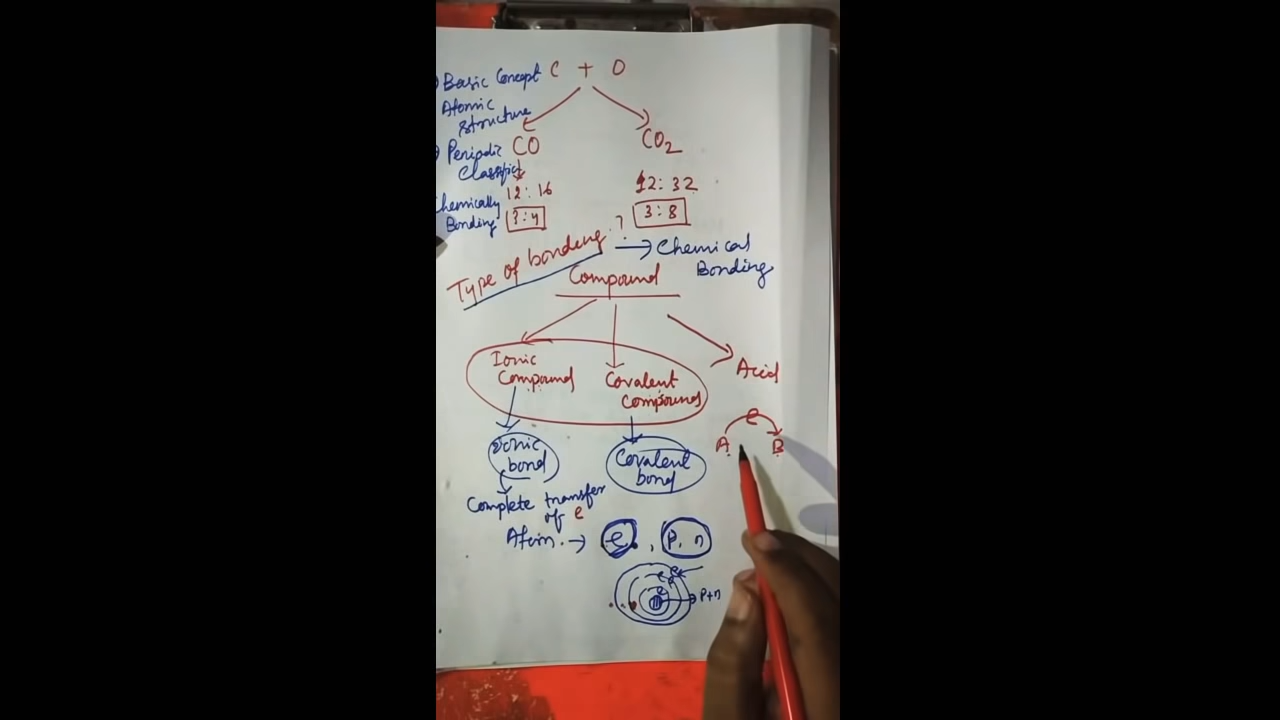 Basic Concept
C + O
Atomic
Structure
Periodic
Classific
CO
CO2
12:16
12:32
Chemically
Bonding
3:4
3:8
Type of bonding ?
→ Chemical
Bonding
Compound
Ionic
Compound
Covalent
Compound
Acid
e
A B
Ionic
bond
Covalent
bond
Complete transfer
of e
Atom. → e , P, n
e e
e
P+n